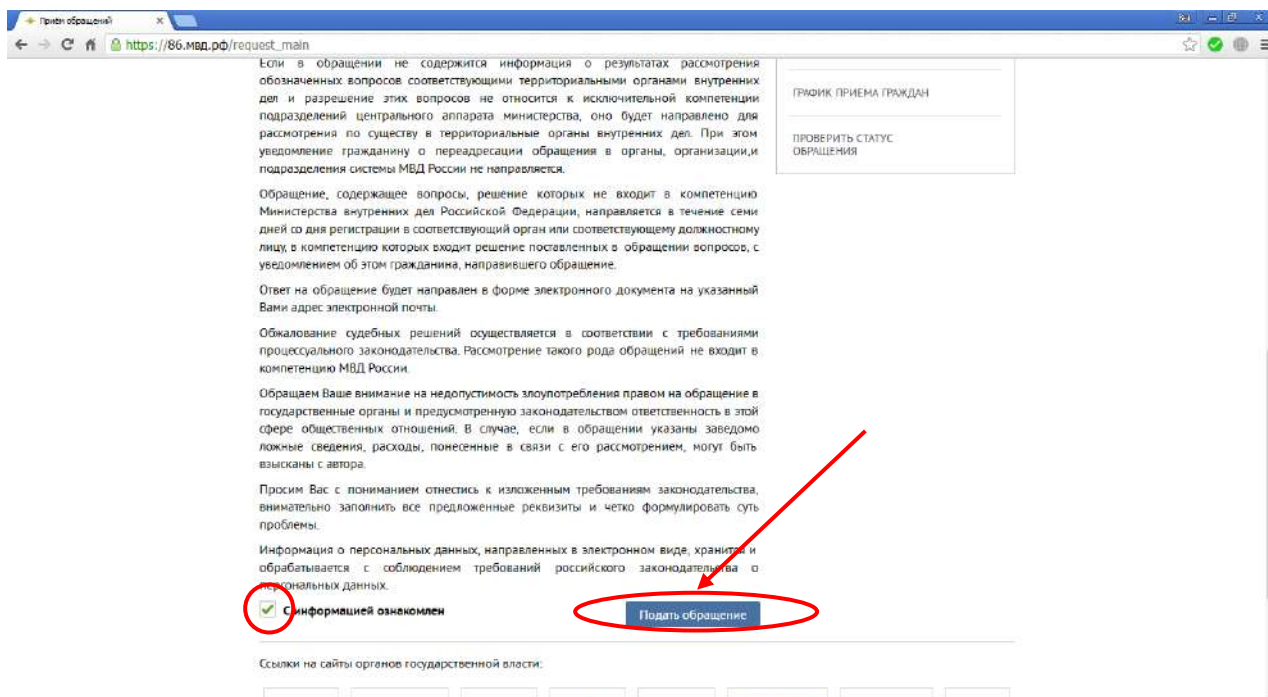 Приём обращений
https://86.мвд.рф/request_main
Если в обращении не содержится информация о результатах рассмотрения
обозначенных вопросов соответствующими территориальными органами внутренних
дел и разрешение этих вопросов не относится к исключительной компетенции
подразделений центрального аппарата министерства, оно будет направлено для
рассмотрения по существу в территориальные органы внутренних дел. При этом
уведомление гражданину о переадресации обращения в органы, организации,и
подразделения системы МВД России не направляется.
Обращение, содержащее вопросы, решение которых не входит в компетенцию
Министерства внутренних дел Российской Федерации, направляется в течение семи
дней со дня регистрации в соответствующий орган или соответствующему должностному
лицу, в компетенцию которых входит решение поставленных в обращении вопросов, с
уведомлением об этом гражданина, направившего обращение.
Ответ на обращение будет направлен в форме электронного документа на указанный
Вами адрес электронной почты.
Обжалование судебных решений осуществляется в соответствии с требованиями
процессуального законодательства. Рассмотрение такого рода обращений не входит в
компетенцию МВД России.
Обращаем Ваше внимание на недопустимость злоупотребления правом на обращение в
государственные органы и предусмотренную законодательством ответственность в этой
сфере общественных отношений. В случае, если в обращении указаны заведомо
ложные сведения, расходы, понесенные в связи с его рассмотрением, могут быть
взысканы с автора.
Просим Вас с пониманием отнестись к изложенным требованиям законодательства,
внимательно заполнить все предложенные реквизиты и четко формулировать суть
проблемы.
Информация о персональных данных, направленных в электронном виде, хранится и
обрабатывается с соблюдением требований российского законодательства о
персональных данных.
С информацией ознакомлен
Подать обращение
Ссылки на сайты органов государственной власти:
ГРАФИК ПРИЕМА ГРАЖДАН
ПРОВЕРИТЬ СТАТУС
ОБРАЩЕНИЯ